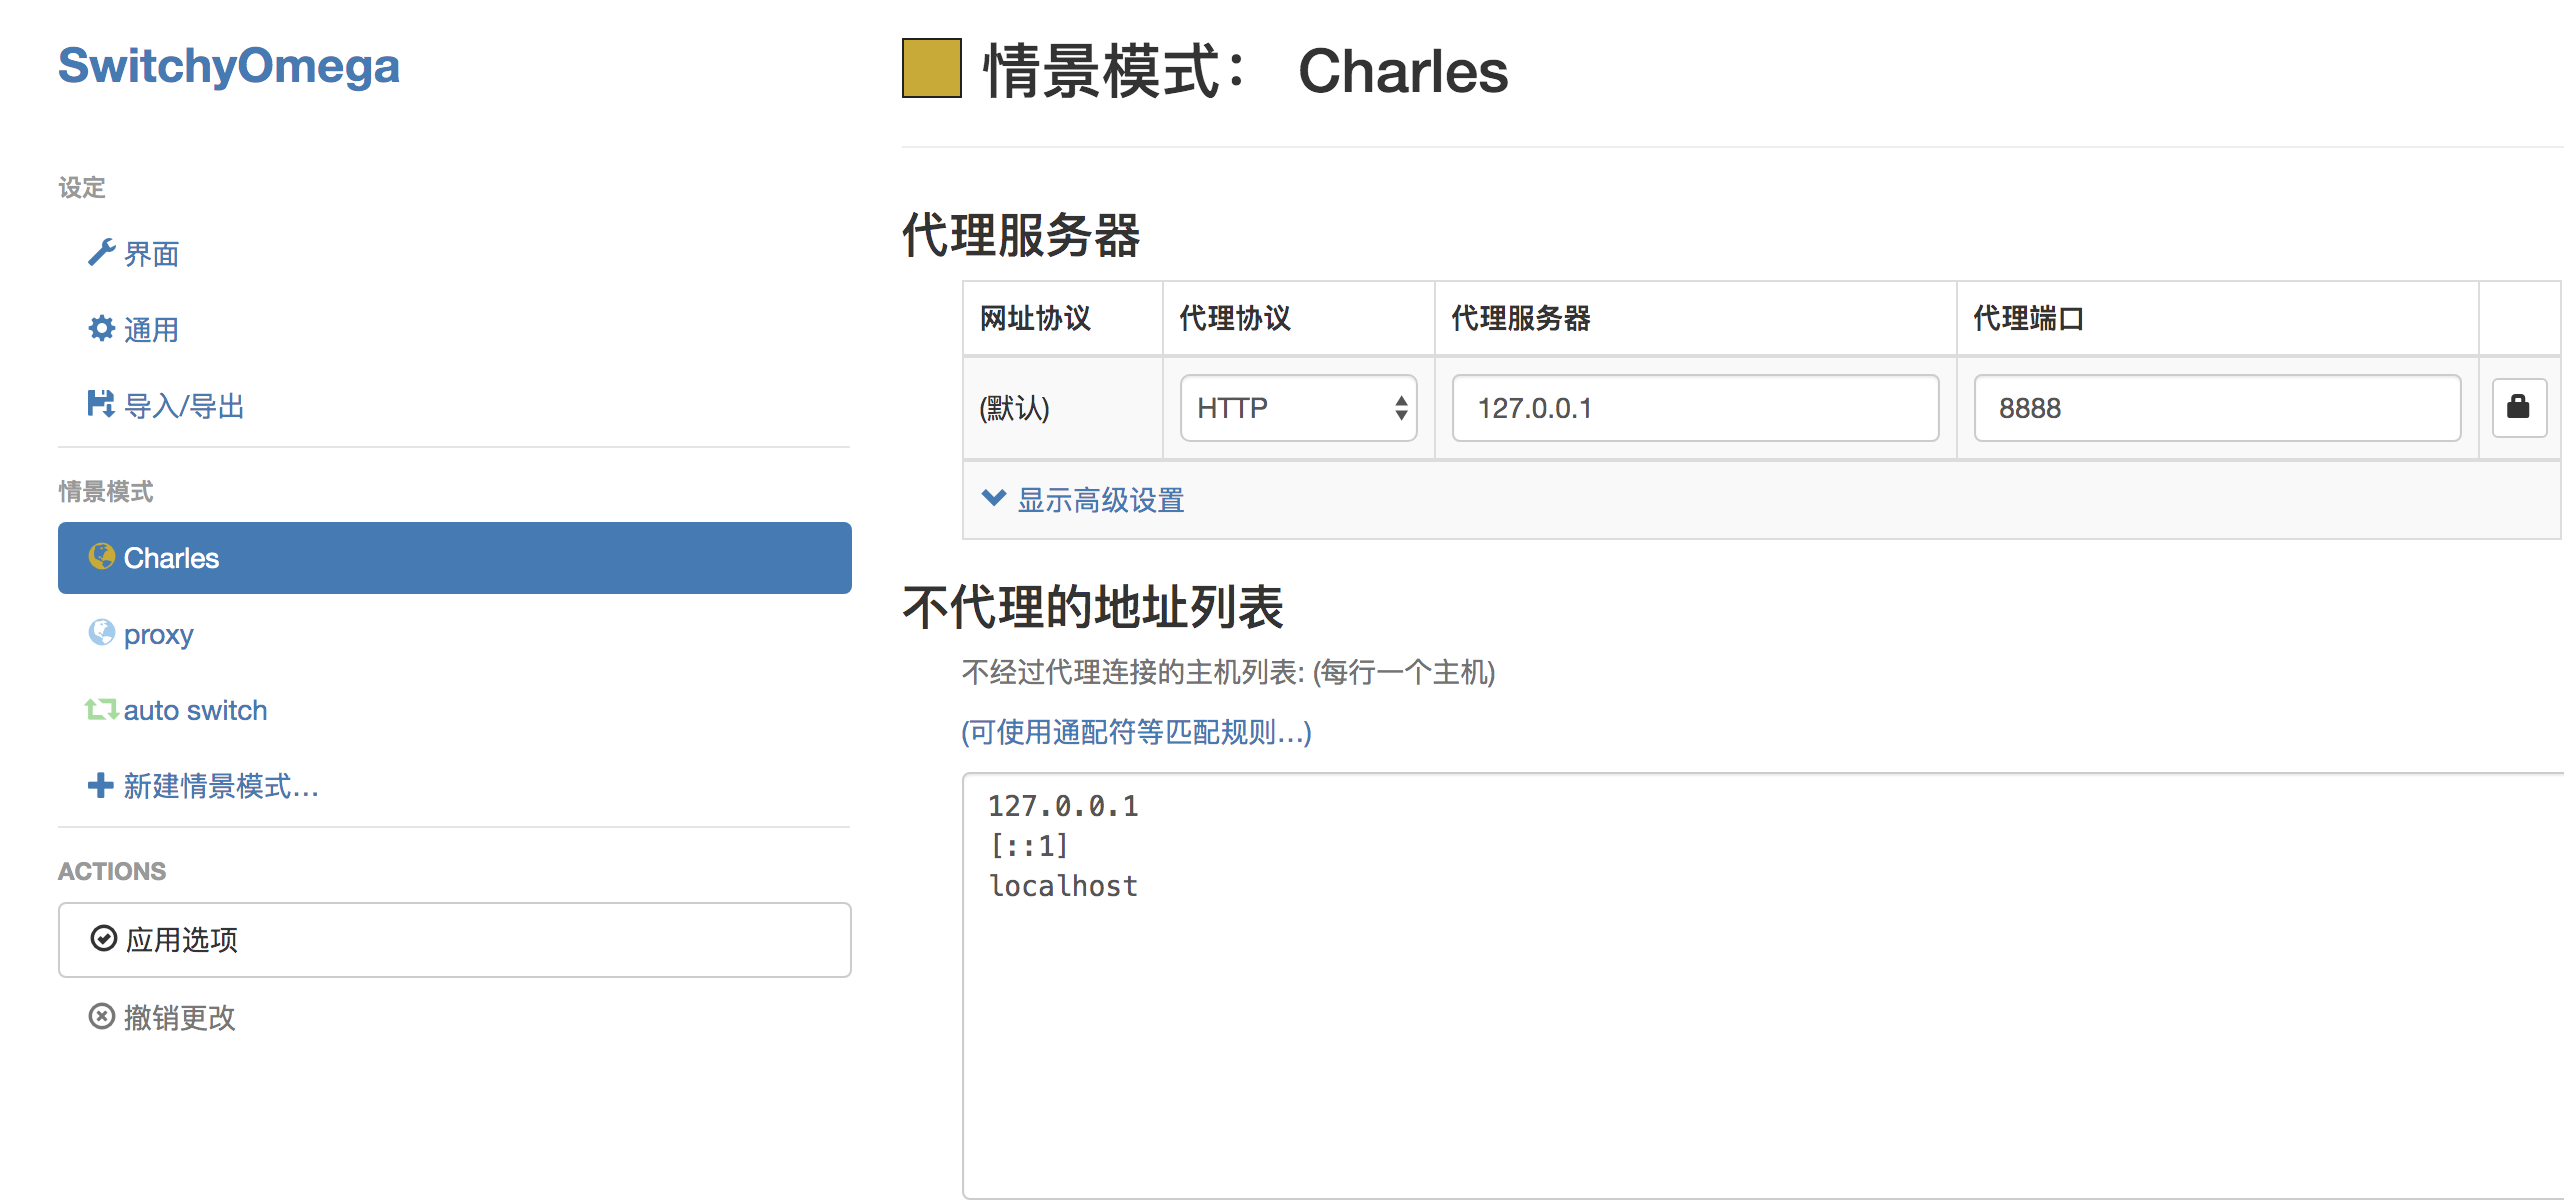 SwitchyOmega
设定
界面
通用
导入/导出
情景模式
Charles
proxy
auto switch
新建情景模式...
ACTIONS
应用选项
撤销更改
情景模式： Charles
代理服务器
网址协议 代理协议 代理服务器 代理端口
(默认) HTTP 127.0.0.1 8888
显示高级设置
不代理的地址列表
不经过代理连接的主机列表: (每行一个主机)
(可使用通配符等匹配规则...)
127.0.0.1
[::1]
localhost